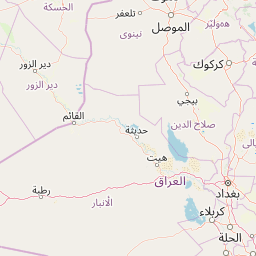 الحسكة
تلعفر
ھەولێر
الموصل
نينوى
دير الزور
كركوك
دير الزور
بيجي
القائم
صلاح الدين
حديثة
هيت
العراق
رطبة
بغداد
الأنبار
كربلاء
الحلة